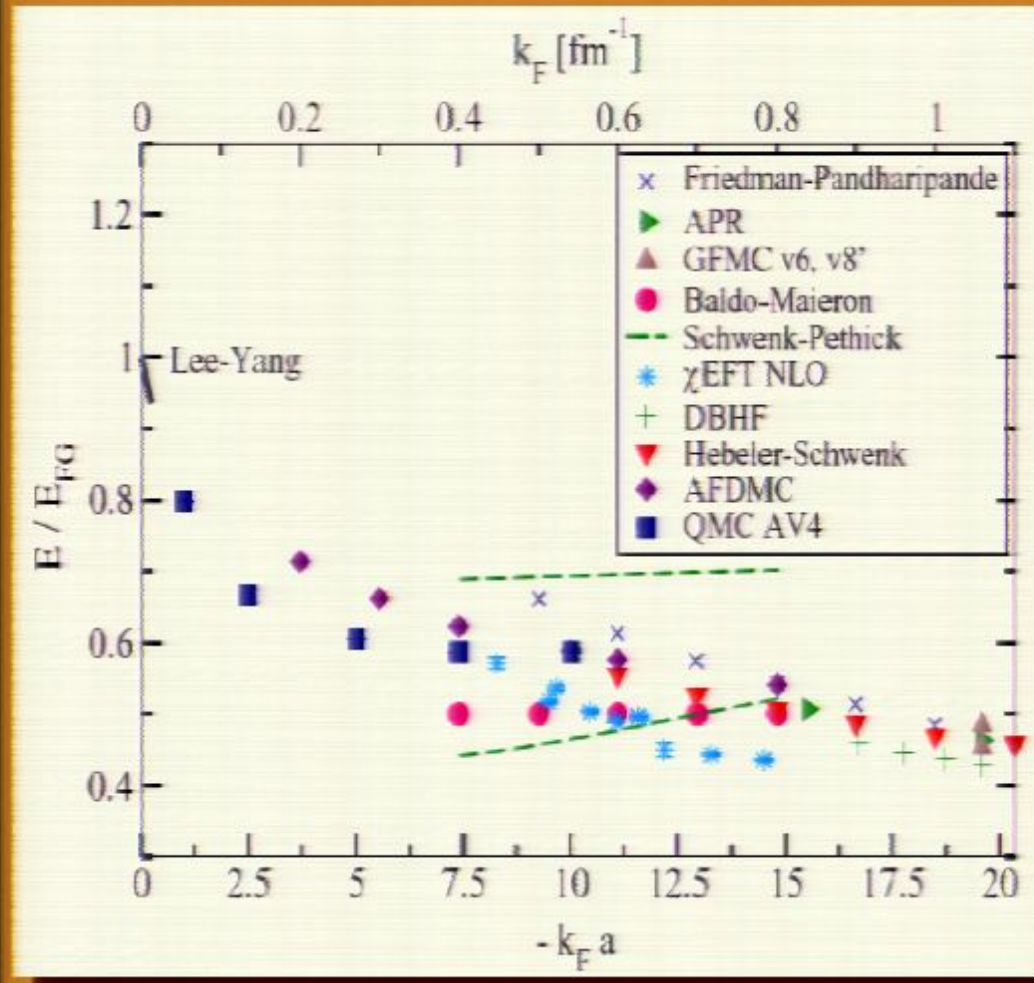 k_F [fm^-1]
0 0.2 0.4 0.6 0.8 1
Friedman-Pandharipande
APR
GFMC v6, v8'
Baldo-Maieron
Schwenk-Pethick
χEFT NLO
DBHF
Hebeler-Schwenk
AFDMC
QMC AV4
1.2
1
Lee-Yang
0.8
0.6
0.4
E / E_FG
0 2.5 5 7.5 10 12.5 15 17.5 20
- k_F a